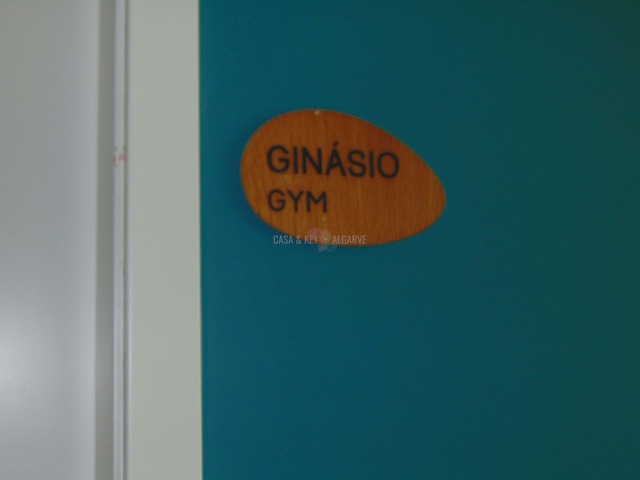 GINÁSIO
GYM
CASA & KEY ALGARVE